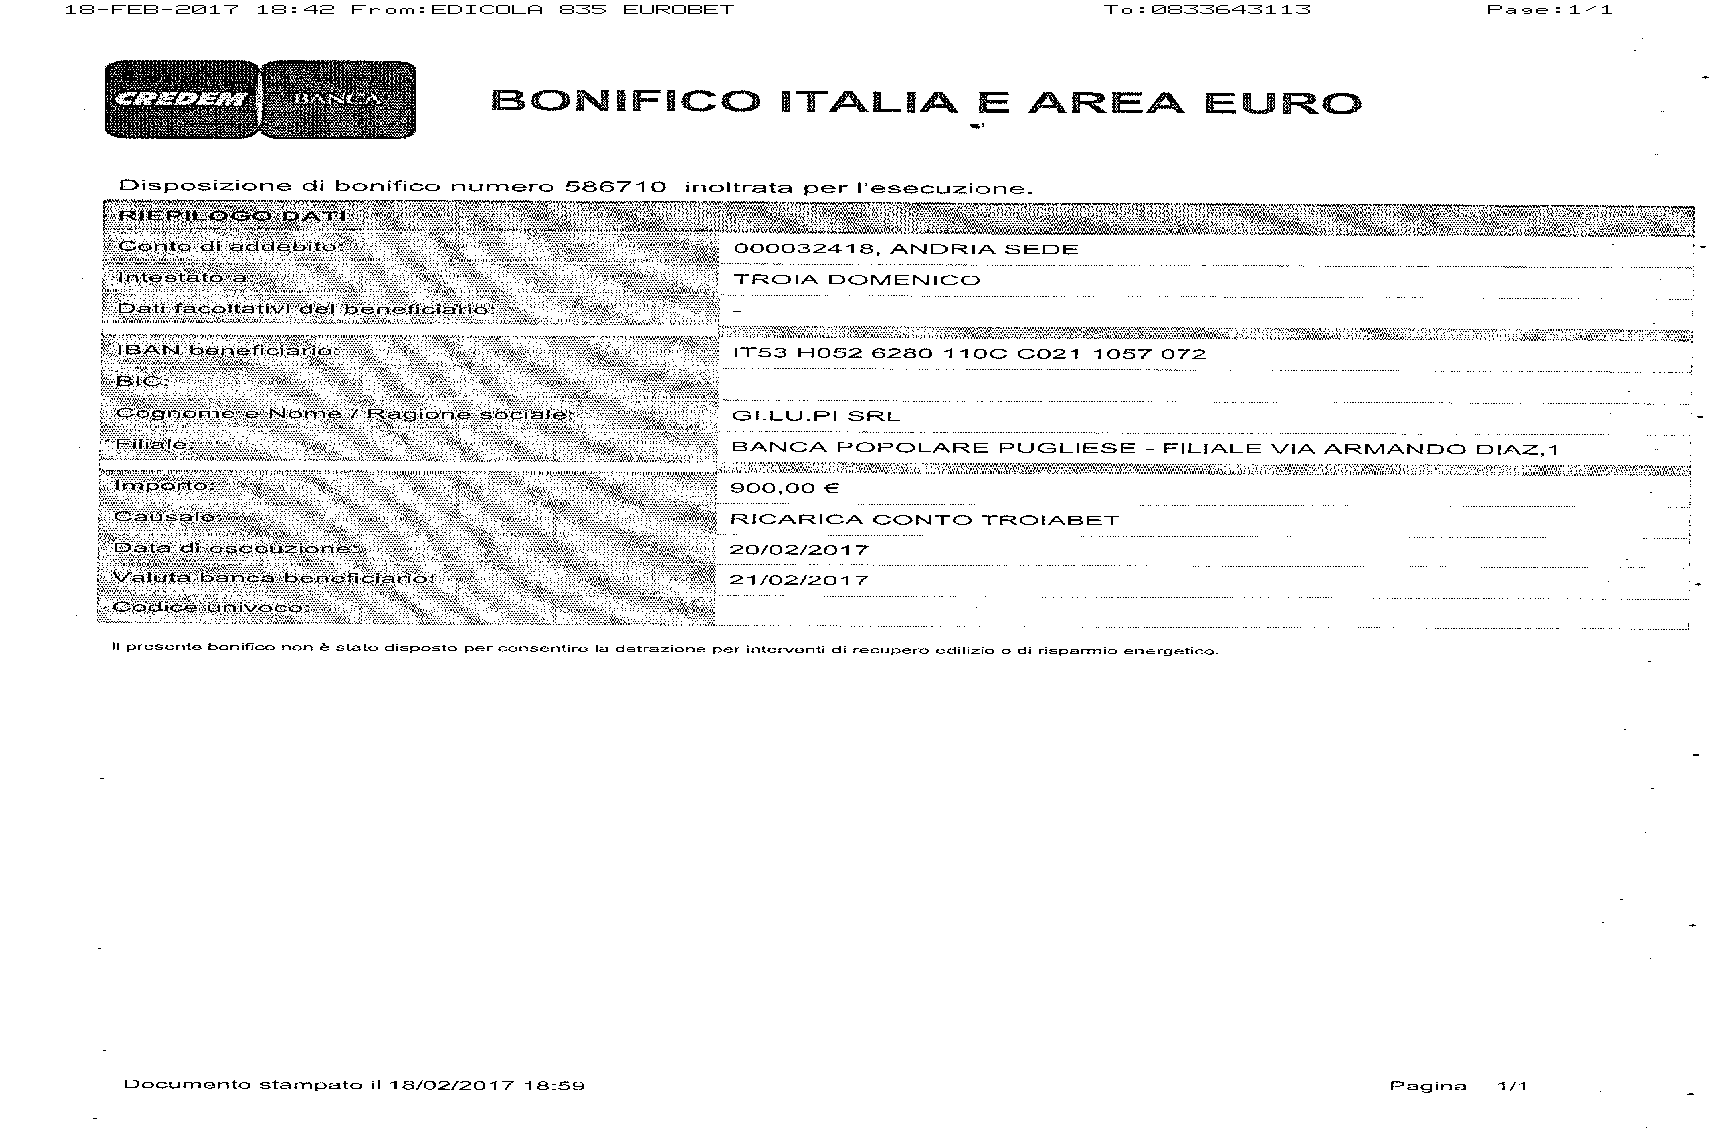 18-FEB-2017 18:42 From:EDICOLA 835 EUROBET To:0833643113 Page:1/1
CREDEM BANCA
BONIFICO ITALIA E AREA EURO
Disposizione di bonifico numero 586710 inoltrata per l'esecuzione.
RIEPILOGO DATI
Conto di addebito: 000032418, ANDRIA SEDE
Intestato a: TROIA DOMENICO
Dati facoltativi del beneficiario: -
IBAN beneficiario: IT53 H052 6280 110C C021 1057 072
BIC:
Cognome e Nome / Ragione sociale: GI.LU.PI SRL
Filiale: BANCA POPOLARE PUGLIESE - FILIALE VIA ARMANDO DIAZ,1
Importo: 900,00 €
Causale: RICARICA CONTO TROIABET
Data di esecuzione: 20/02/2017
Valuta banca beneficiario: 21/02/2017
Codice univoco:
Il presente bonifico non è stato disposto per consentire la detrazione per interventi di recupero edilizio o di risparmio energetico.
Documento stampato il 18/02/2017 18:59 Pagina 1/1